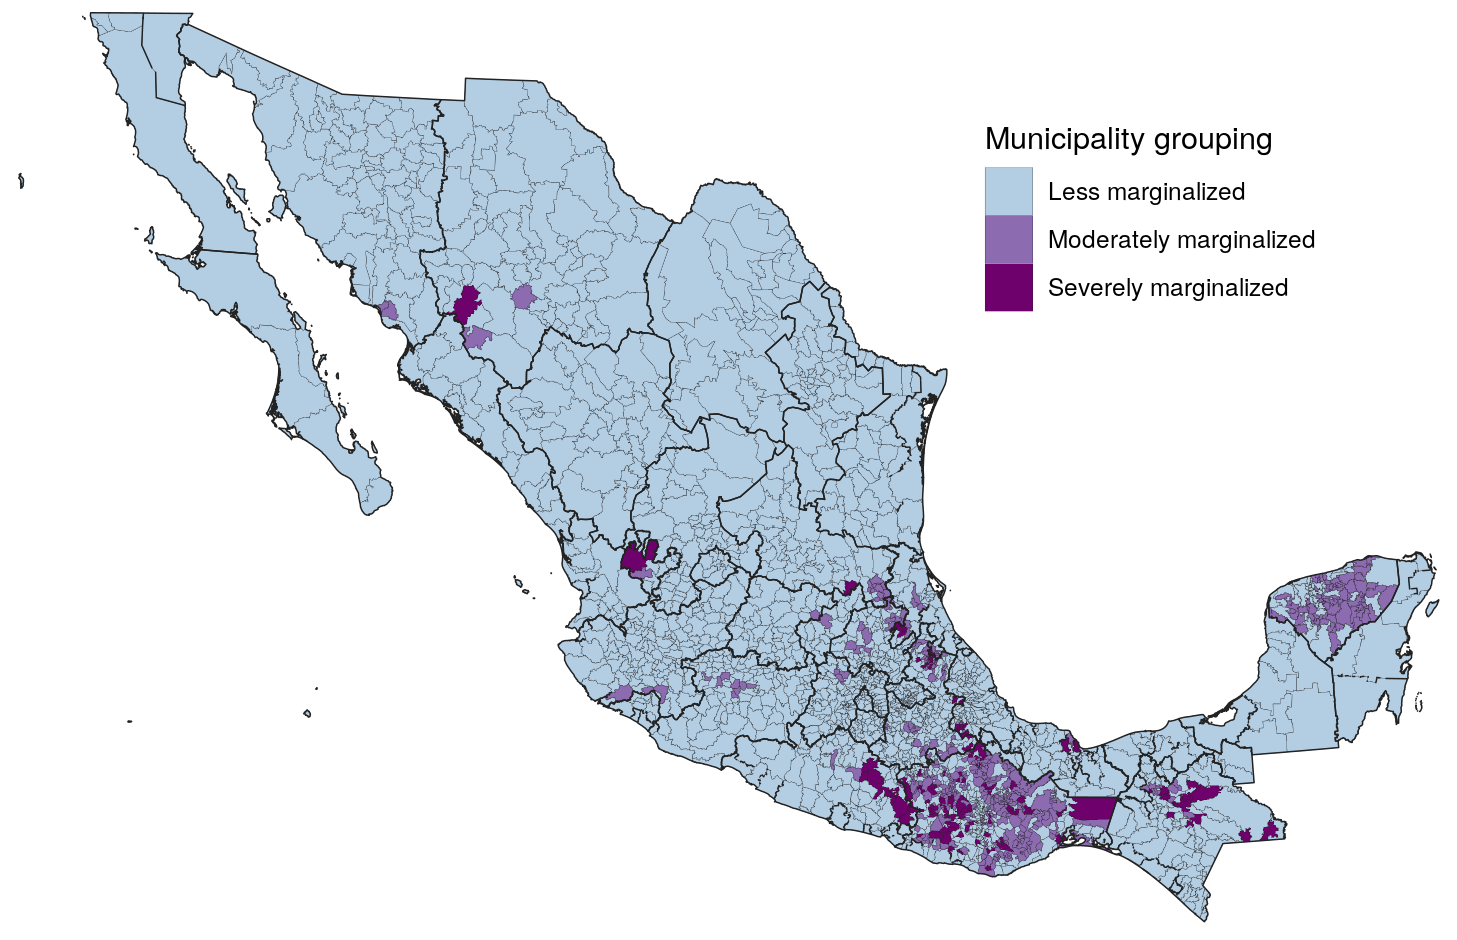 Municipality grouping
Less marginalized
Moderately marginalized
Severely marginalized